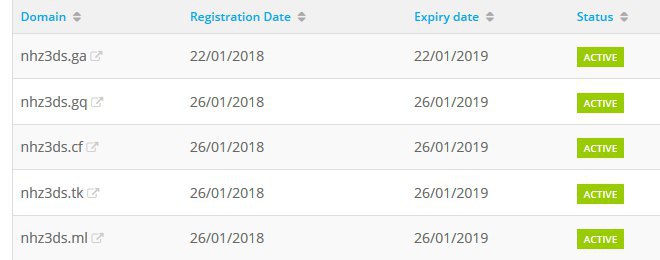 Domain Registration Date Expiry date Status
nhz3ds.ga 22/01/2018 22/01/2019 ACTIVE
nhz3ds.gq 26/01/2018 26/01/2019 ACTIVE
nhz3ds.cf 26/01/2018 26/01/2019 ACTIVE
nhz3ds.tk 26/01/2018 26/01/2019 ACTIVE
nhz3ds.ml 26/01/2018 26/01/2019 ACTIVE